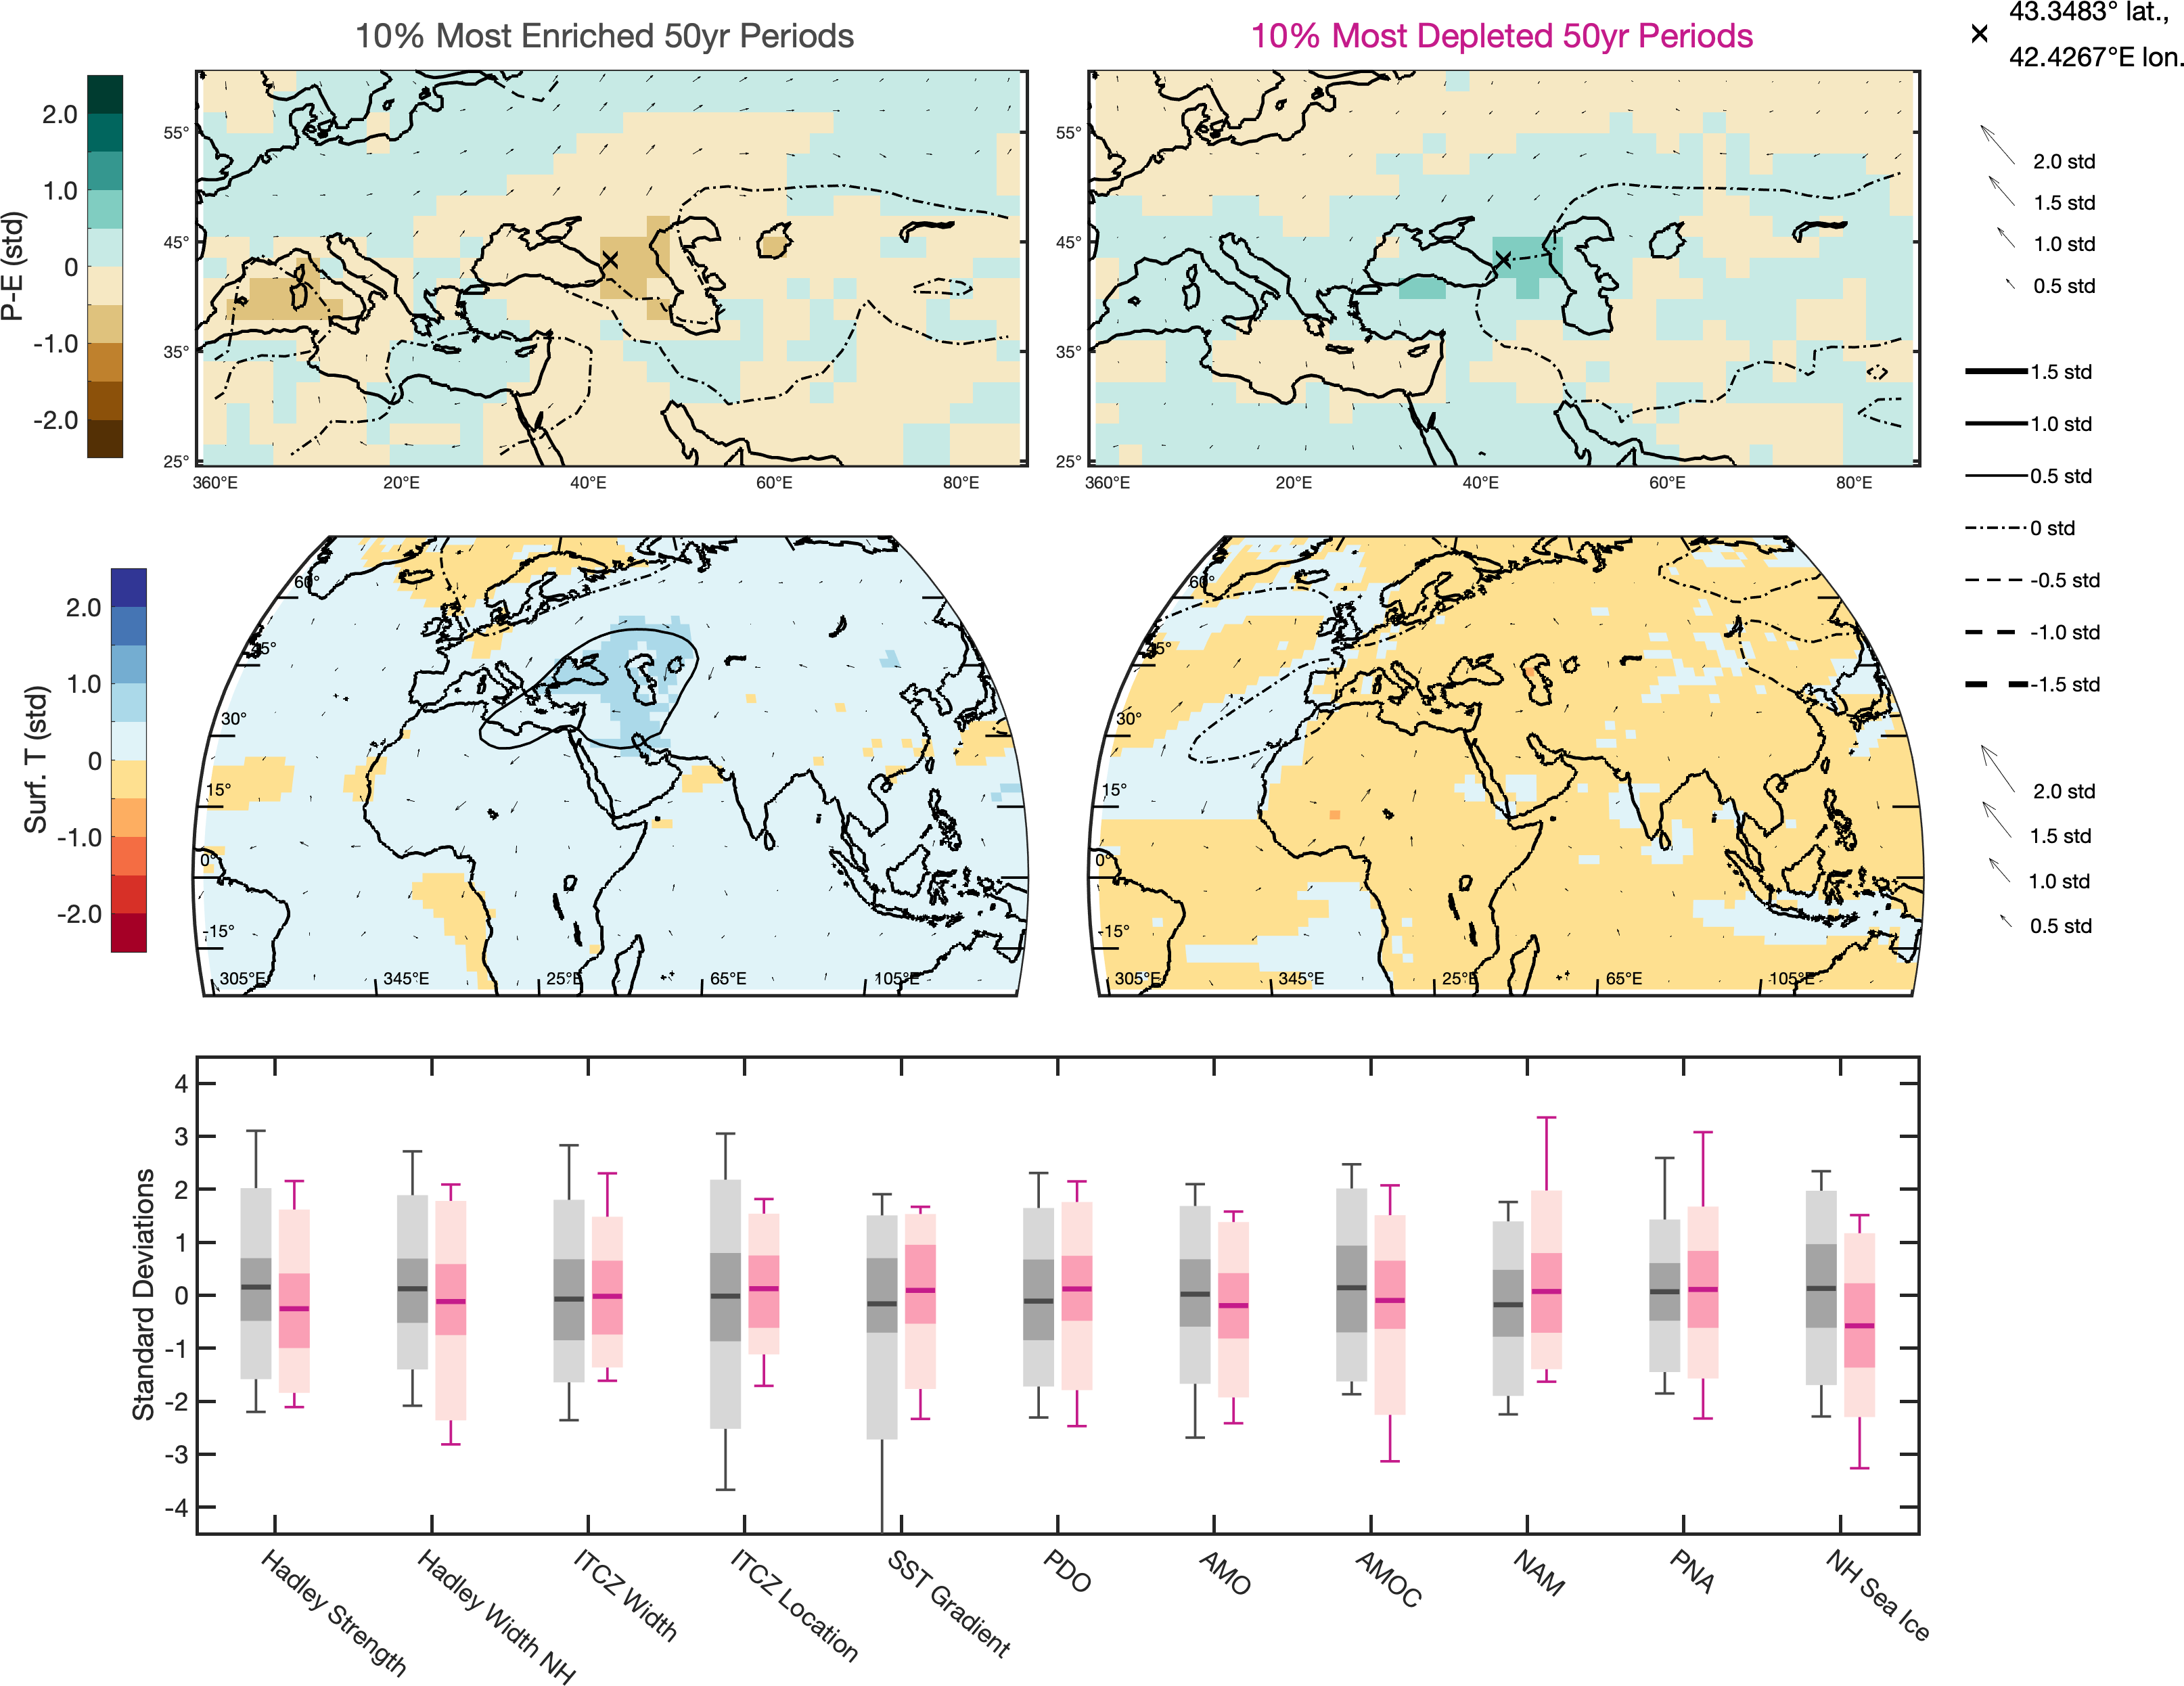 10% Most Enriched 50yr Periods
10% Most Depleted 50yr Periods
43.3483° lat.,
42.4267°E lon.
P-E (std)
2.0
1.0
0
-1.0
-2.0
55°
45°
35°
25°
360°E
20°E
40°E
60°E
80°E
55°
45°
35°
25°
360°E
20°E
40°E
60°E
80°E
2.0 std
1.5 std
1.0 std
0.5 std
1.5 std
1.0 std
0.5 std
0 std
-0.5 std
-1.0 std
-1.5 std
Surf. T (std)
2.0
1.0
0
-1.0
-2.0
60°
45°
30°
15°
0°
-15°
305°E
345°E
25°E
65°E
105°E
60°
45°
30°
15°
0°
-15°
305°E
345°E
25°E
65°E
105°E
2.0 std
1.5 std
1.0 std
0.5 std
Standard Deviations
4
3
2
1
0
-1
-2
-3
-4
Hadley Strength
Hadley Width NH
ITCZ Width
ITCZ Location
SST Gradient
PDO
AMO
AMOC
NAM
PNA
NH Sea Ice